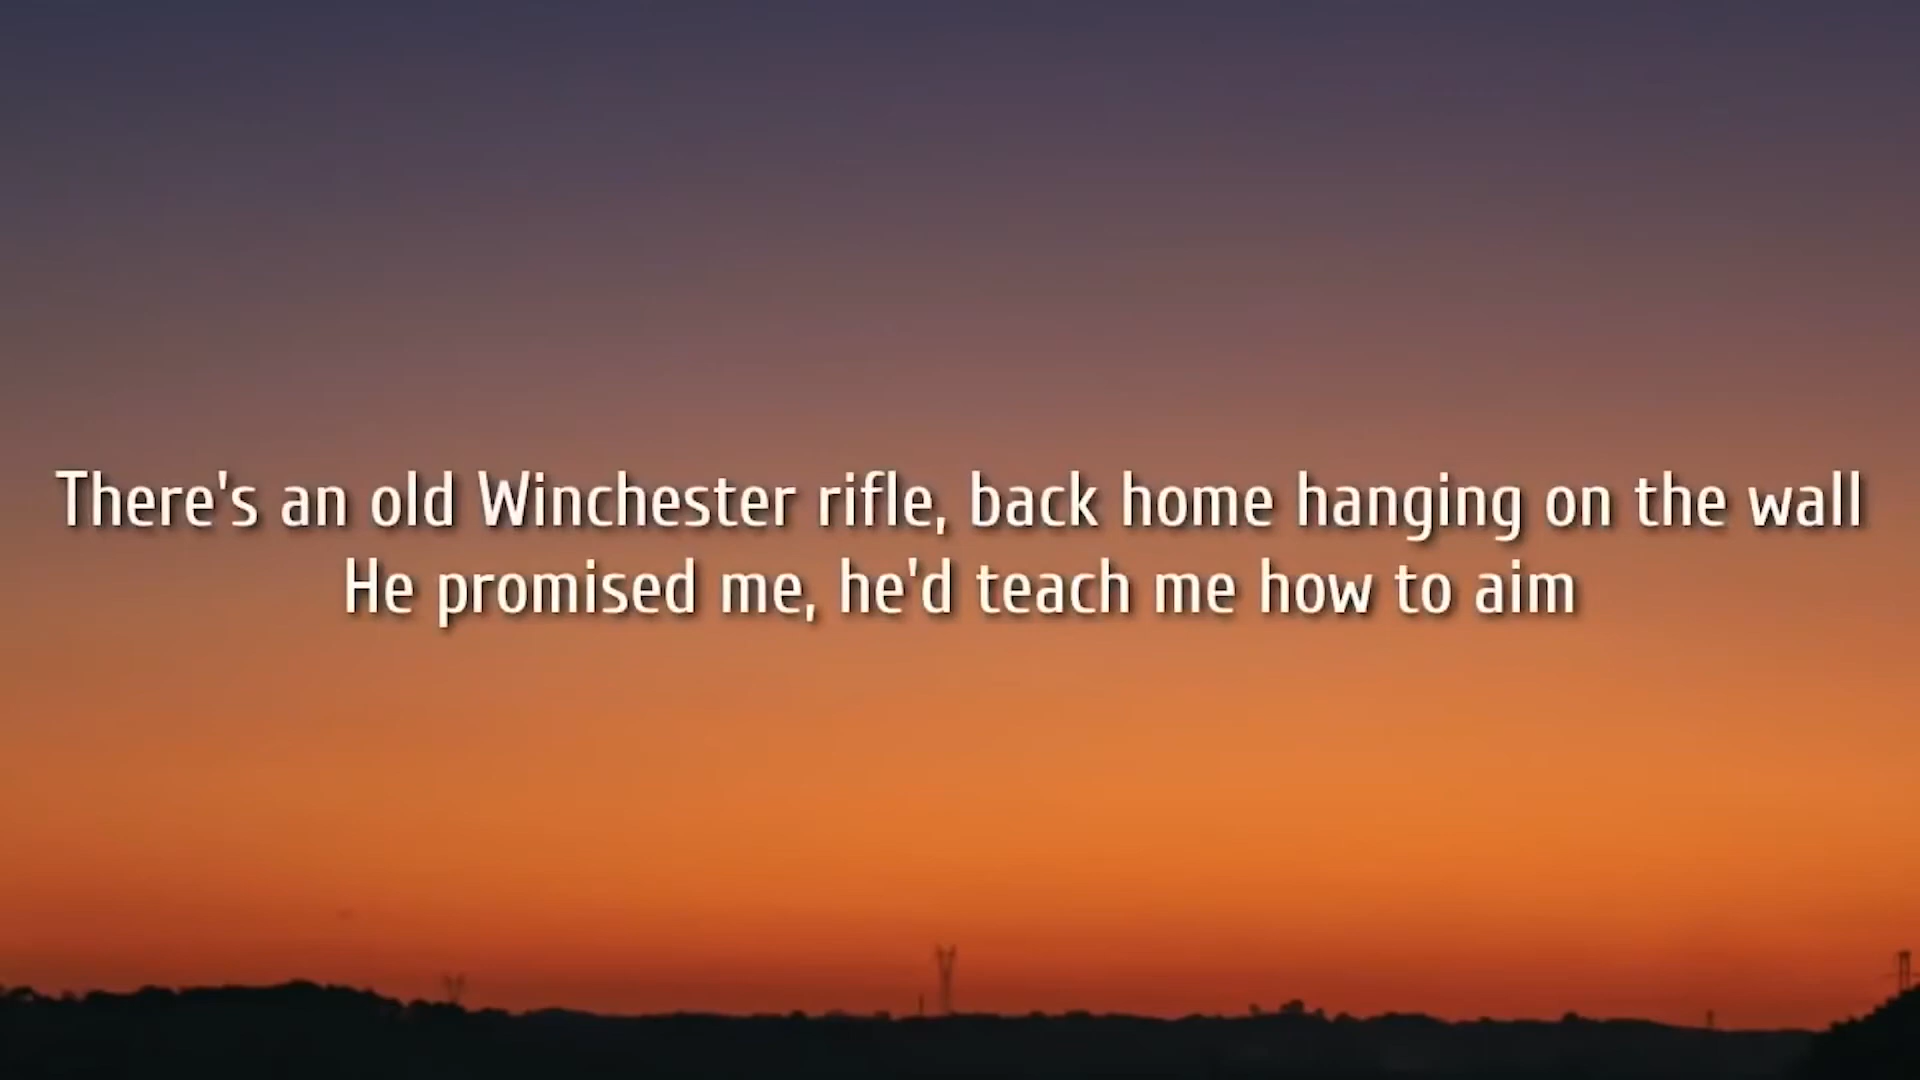 There's an old Winchester rifle, back home hanging on the wall
He promised me, he'd teach me how to aim